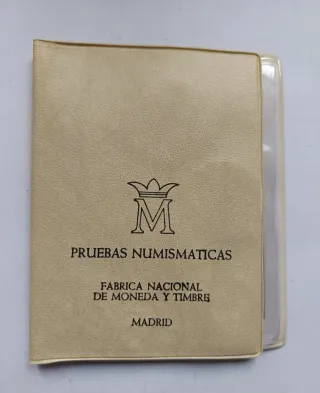 M
PRUEBAS NUMISMATICAS
FABRICA NACIONAL
DE MONEDA Y TIMBRE
MADRID